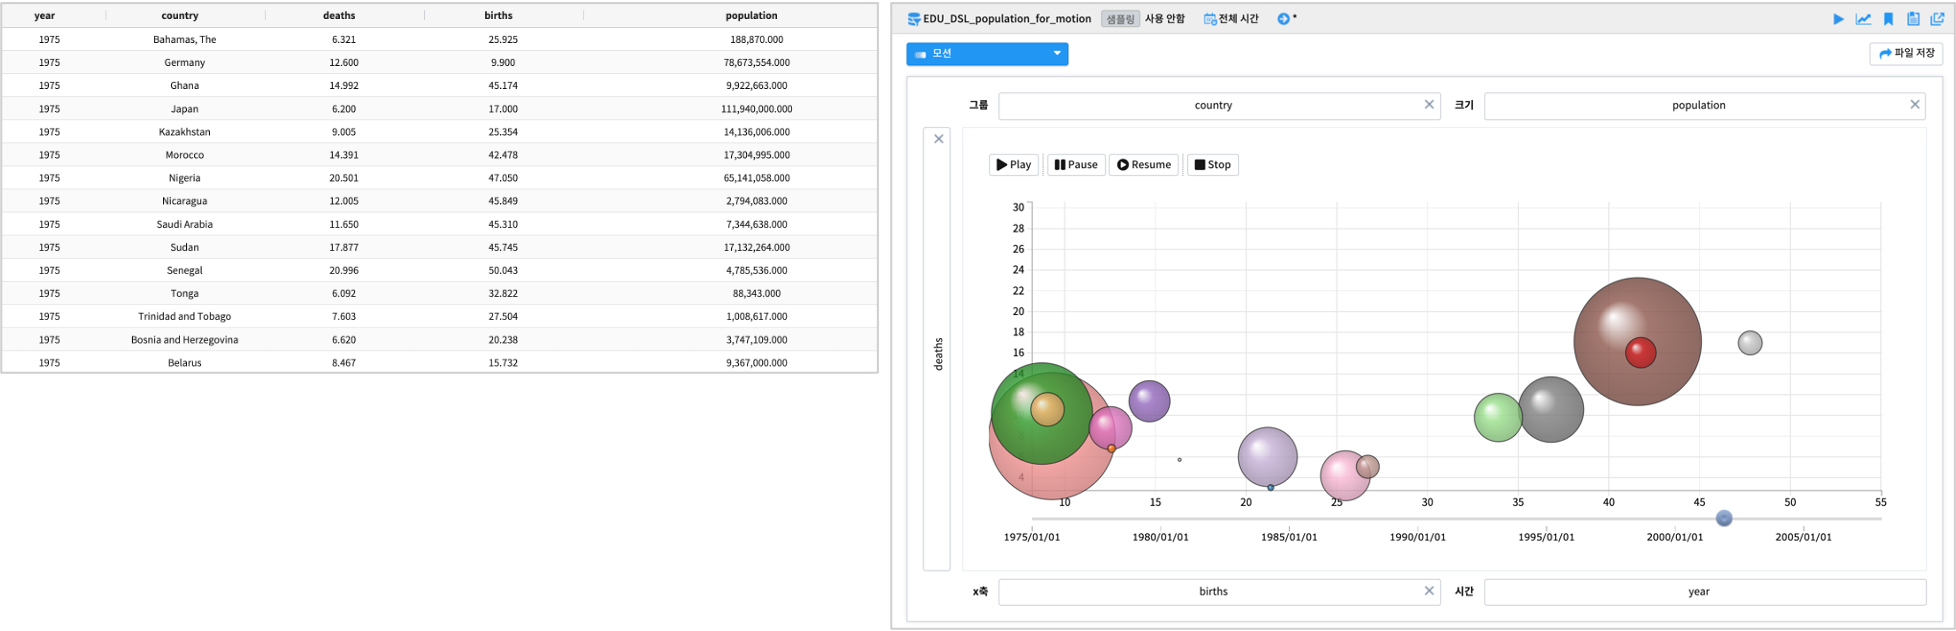 year country deaths births population
1975 Bahamas, The 6.321 25.925 188,870.000
1975 Germany 12.600 9.900 78,673,554.000
1975 Ghana 14.992 45.174 9,922,663.000
1975 Japan 6.200 17.000 111,940,000.000
1975 Kazakhstan 9.005 25.354 14,136,006.000
1975 Morocco 14.391 42.478 17,304,995.000
1975 Nigeria 20.501 47.050 65,141,058.000
1975 Nicaragua 12.005 45.849 2,794,083.000
1975 Saudi Arabia 11.650 45.310 7,344,638.000
1975 Sudan 17.877 45.745 17,132,264.000
1975 Senegal 20.996 50.043 4,785,536.000
1975 Tonga 6.092 32.822 88,343.000
1975 Trinidad and Tobago 7.603 27.504 1,008,617.000
1975 Bosnia and Herzegovina 6.620 20.238 3,747,109.000
1975 Belarus 8.467 15.732 9,367,000.000
EDU_DSL_population_for_motion 샘플링 사용 안함 전체 시간 *
모션 파일 저장
그룹 country 크기 population
Play Pause Resume Stop
deaths
30
28
26
24
22
20
18
16
14
4
10 15 20 25 30 35 40 45 50 55
1975/01/01 1980/01/01 1985/01/01 1990/01/01 1995/01/01 2000/01/01 2005/01/01
x축 births 시간 year